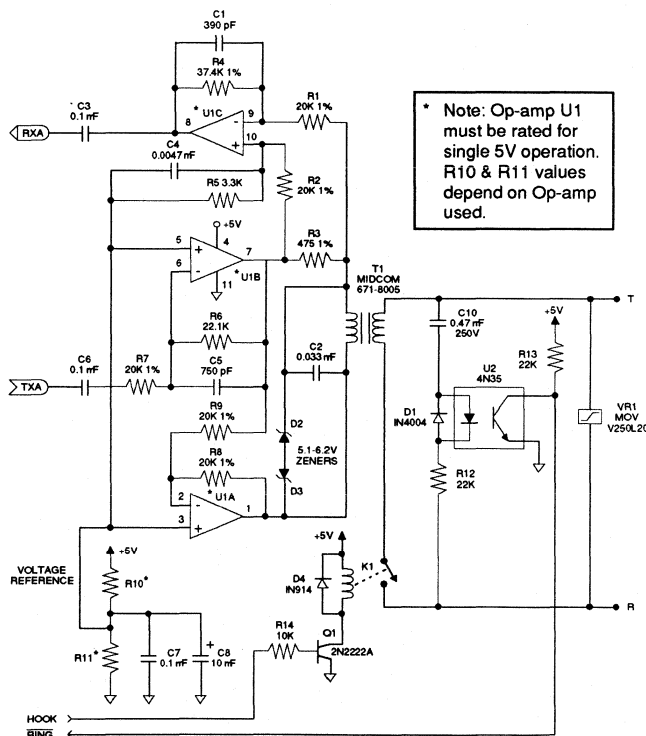 C1
390 pF
R4
37.4K 1%
R1
20K 1%
C3
0.1 mF
RXA
* U1C
8
9
10
-
+
C4
0.0047 mF
R2
20K 1%
R5 3.3K
+5V
5
6
4
7
11
+
-
* U1B
R3
475 1%
* Note: Op-amp U1
must be rated for
single 5V operation.
R10 & R11 values
depend on Op-amp
used.
T1
MIDCOM
671-8005
T
C10
0.47 mF
250V
+5V
R13
22K
R6
22.1K
C2
0.033 mF
C6
0.1 mF
R7
20K 1%
C5
750 pF
TXA
U2
4N35
D1
IN4004
VR1
MOV
V250L20
R9
20K 1%
D2
5.1-6.2V
ZENERS
R8
20K 1%
D3
R12
22K
* U1A
2
3
1
-
+
VOLTAGE
REFERENCE
+5V
+5V
R10*
D4
IN914
K1
R
R14
10K
Q1
2N2222A
R11*
C7
0.1 mF
+
C8
10 mF
HOOK
RING